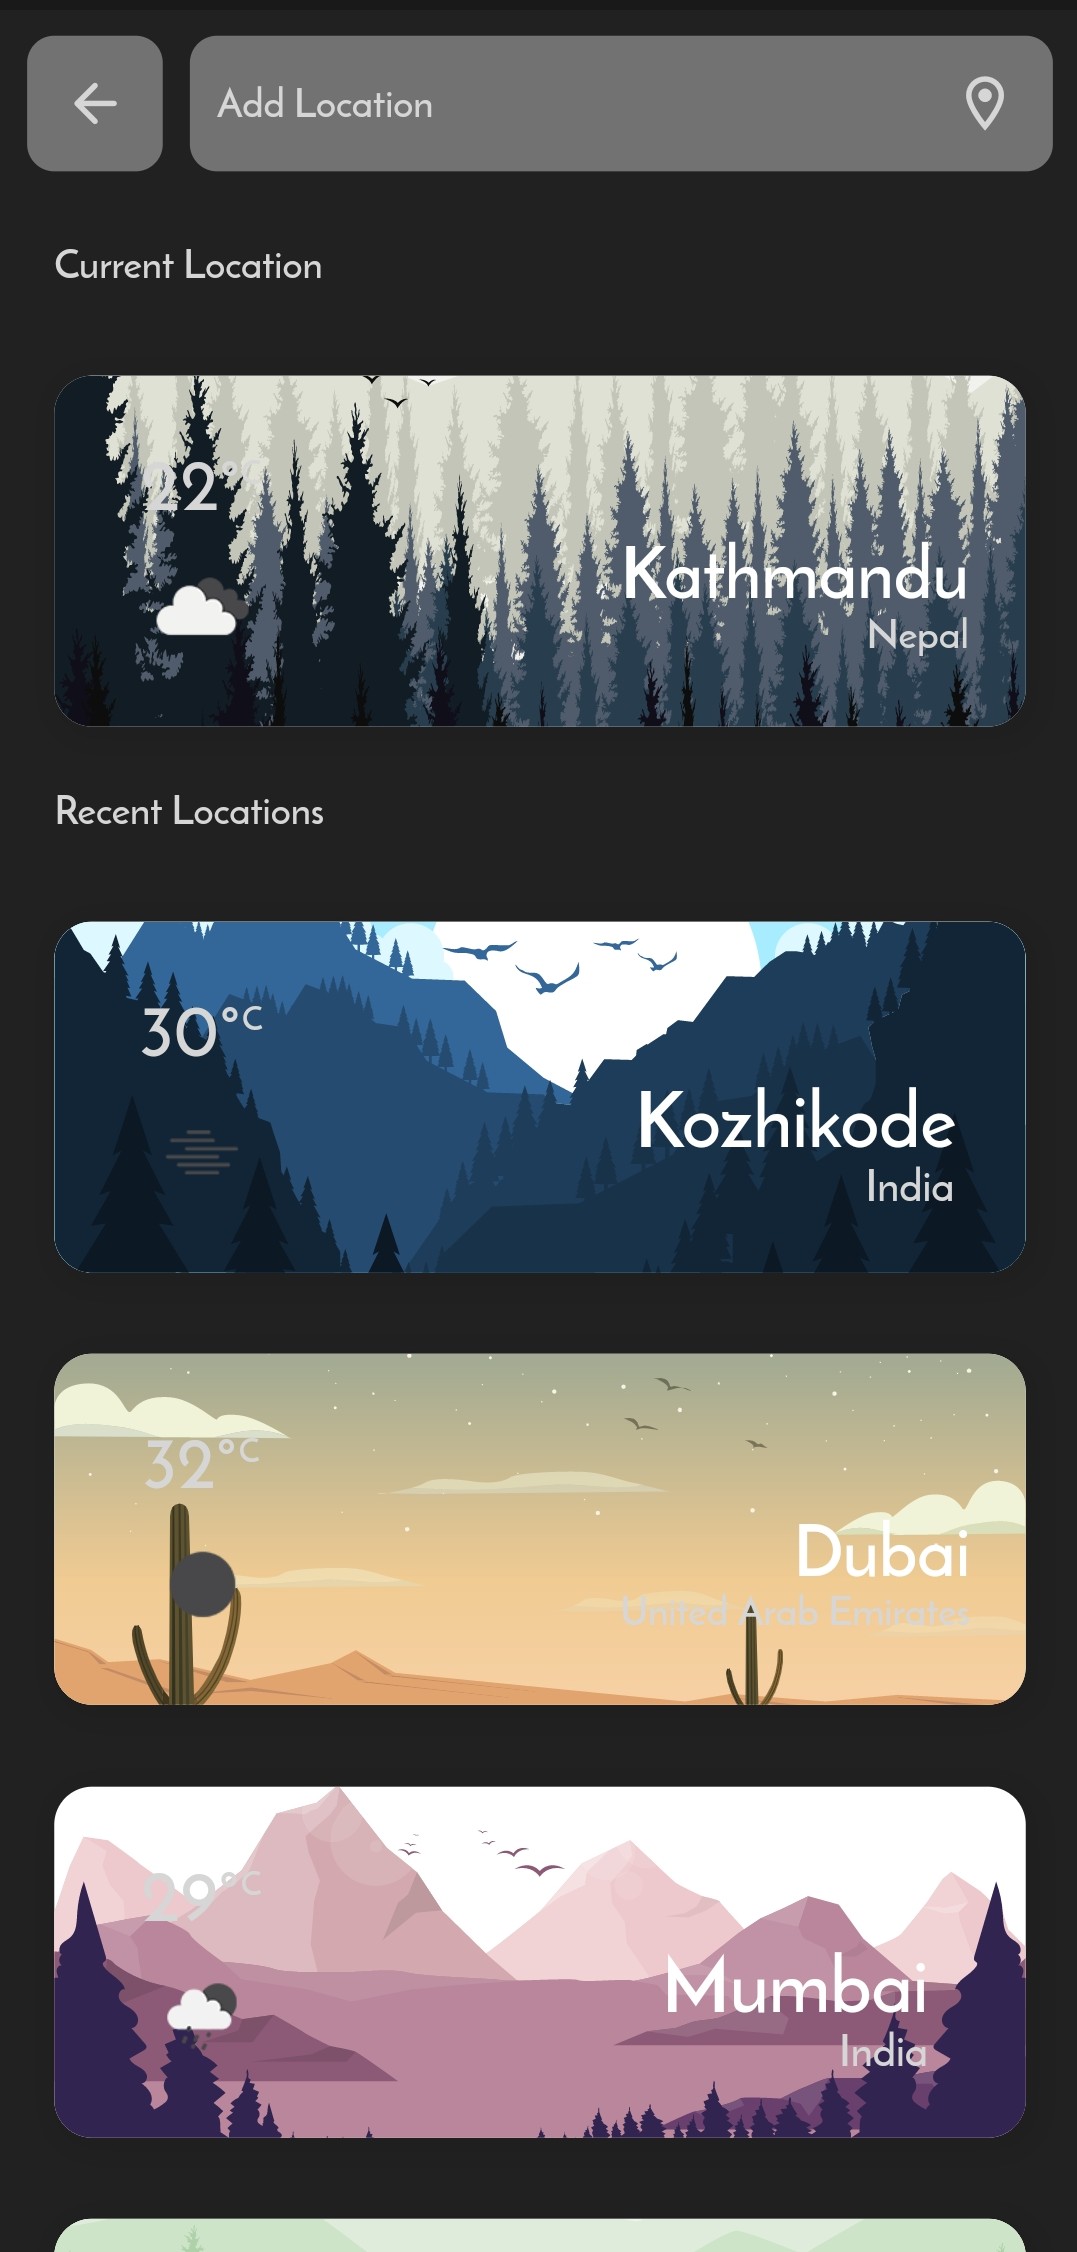 Add Location
Current Location
22°C
Kathmandu
Nepal
Recent Locations
30°C
Kozhikode
India
32°C
Dubai
United Arab Emirates
29°C
Mumbai
India